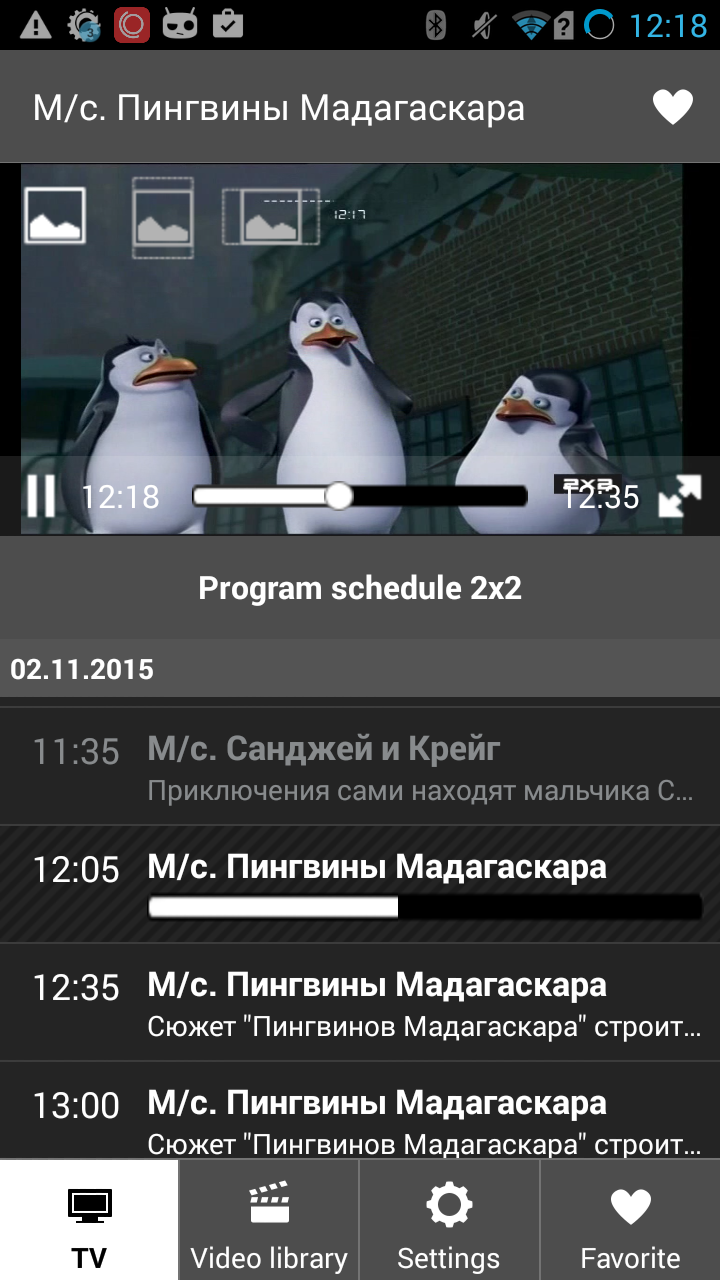 12:18
М/с. Пингвины Мадагаскара
12:17
2X2
12:18
12:35
Program schedule 2x2
02.11.2015
11:35 М/с. Санджей и Крейг
Приключения сами находят мальчика С...
12:05 М/с. Пингвины Мадагаскара
12:35 М/с. Пингвины Мадагаскара
Сюжет "Пингвинов Мадагаскара" строит...
13:00 М/с. Пингвины Мадагаскара
Сюжет "Пингвинов Мадагаскара" строит...
TV
Video library
Settings
Favorite